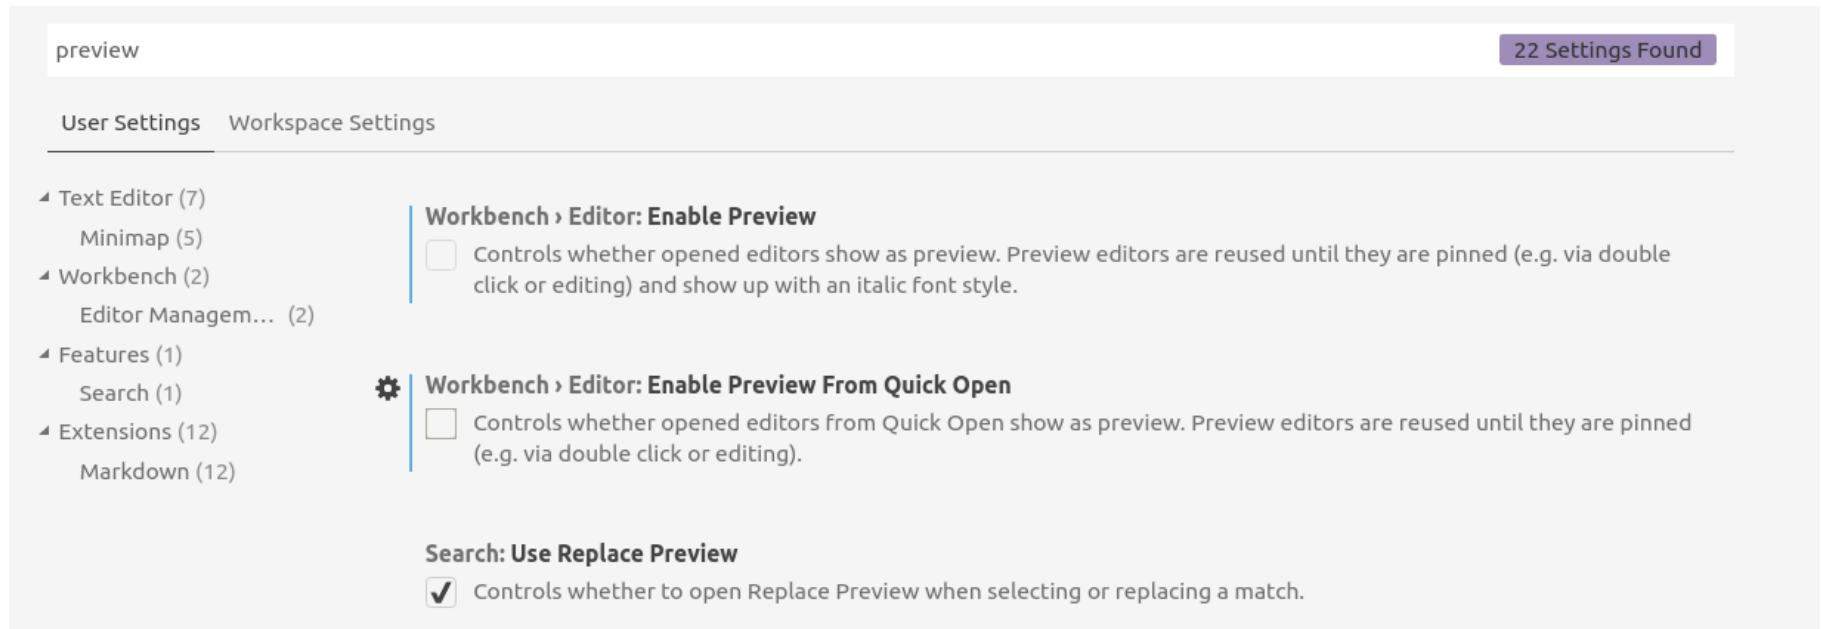 preview
22 Settings Found
User Settings
Workspace Settings
Text Editor (7)
Minimap (5)
Workbench (2)
Editor Managem... (2)
Features (1)
Search (1)
Extensions (12)
Markdown (12)
Workbench › Editor: Enable Preview
Controls whether opened editors show as preview. Preview editors are reused until they are pinned (e.g. via double
click or editing) and show up with an italic font style.
Workbench › Editor: Enable Preview From Quick Open
Controls whether opened editors from Quick Open show as preview. Preview editors are reused until they are pinned
(e.g. via double click or editing).
Search: Use Replace Preview
Controls whether to open Replace Preview when selecting or replacing a match.